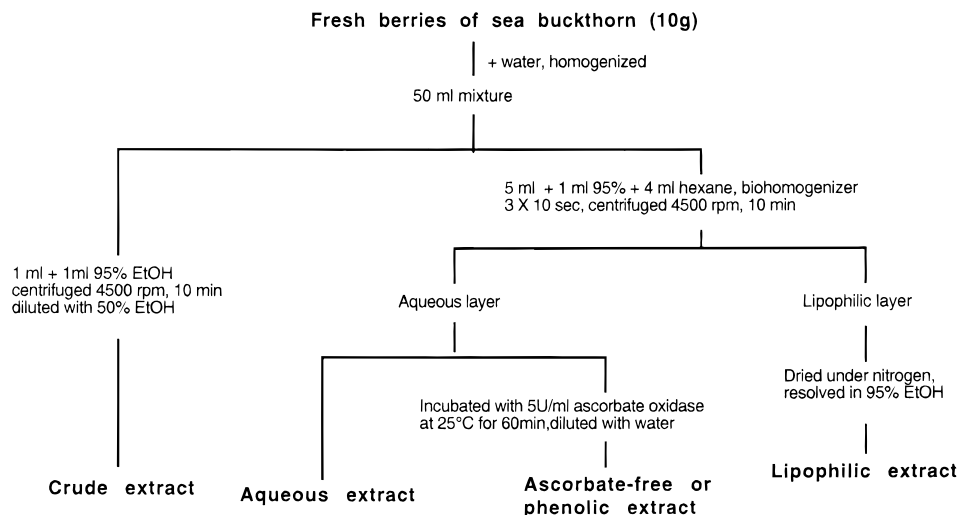 Fresh berries of sea buckthorn (10g)
+ water, homogenized
50 ml mixture
5 ml + 1 ml 95% + 4 ml hexane, biohomogenizer
3 X 10 sec, centrifuged 4500 rpm, 10 min
1 ml + 1ml 95% EtOH
centrifuged 4500 rpm, 10 min
diluted with 50% EtOH
Aqueous layer
Lipophilic layer
Dried under nitrogen,
resolved in 95% EtOH
Incubated with 5U/ml ascorbate oxidase
at 25°C for 60min,diluted with water
Crude extract
Aqueous extract
Ascorbate-free or
phenolic extract
Lipophilic extract